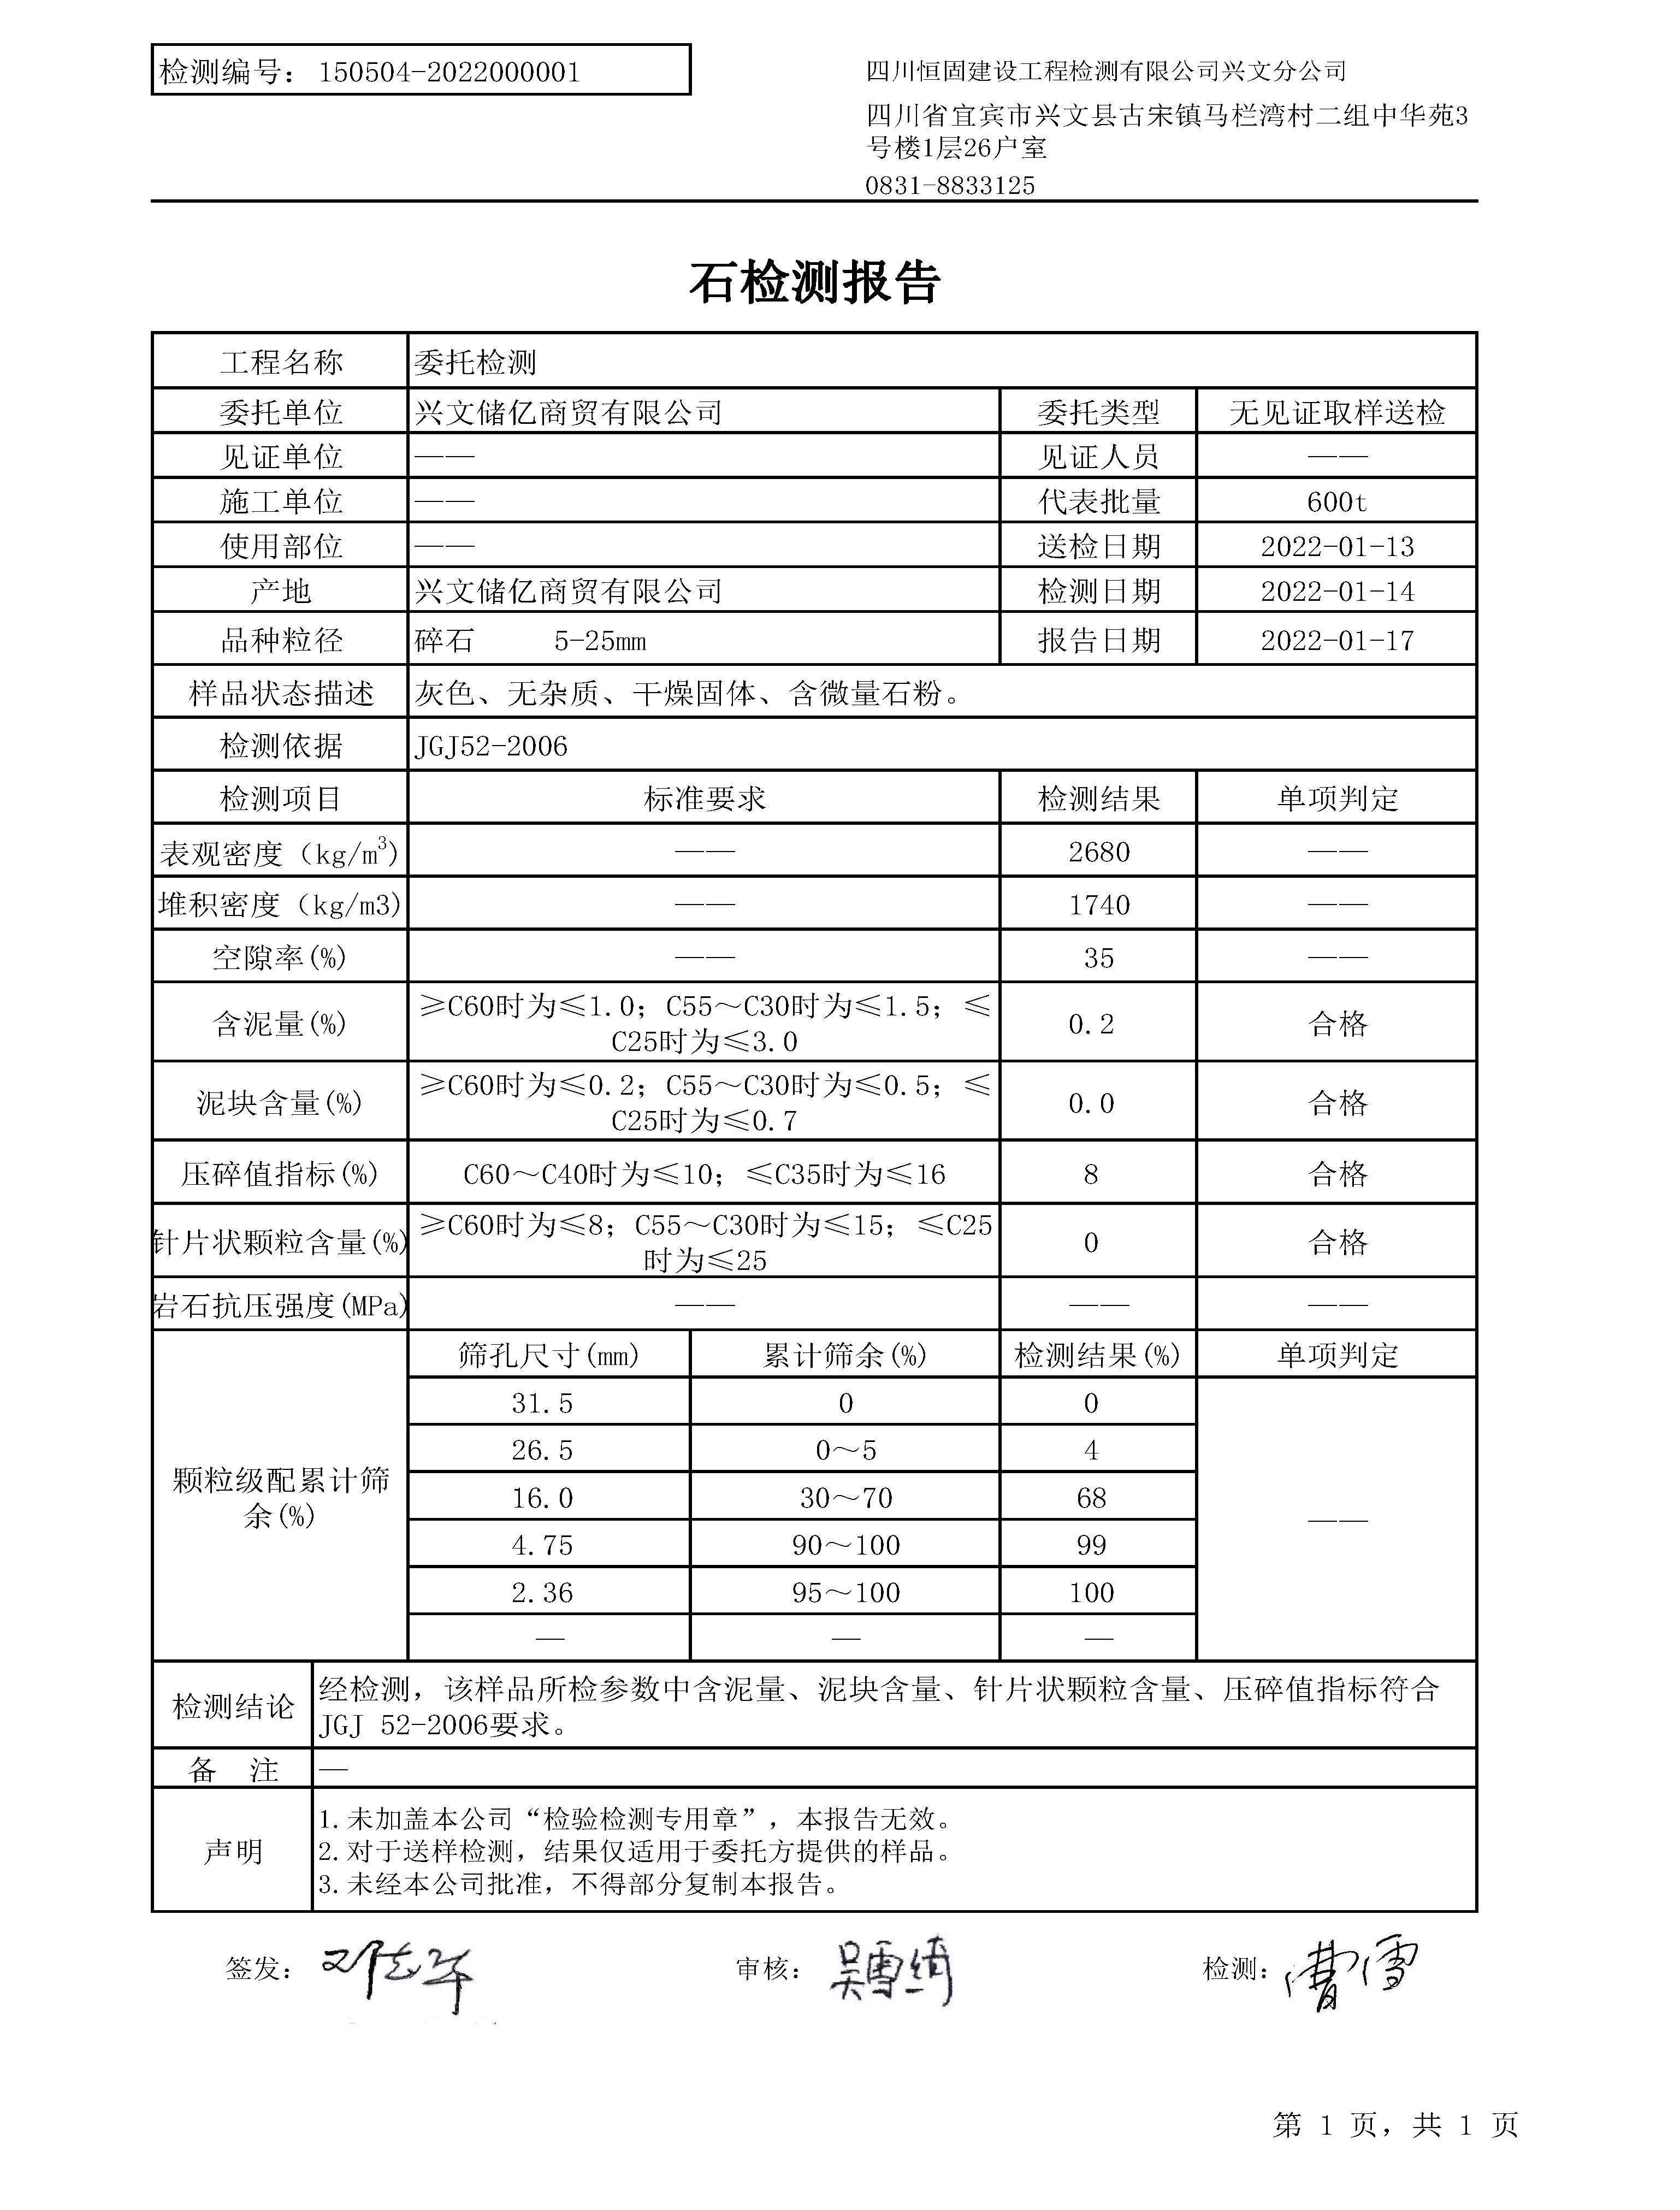 检测编号：150504-2022000001
四川恒固建设工程检测有限公司兴文分公司
四川省宜宾市兴文县古宋镇马栏湾村二组中华苑3
号楼1层26户室
0831-8833125
石检测报告
工程名称 委托检测
委托单位 兴文储亿商贸有限公司 委托类型 无见证取样送检
见证单位 —— 见证人员 ——
施工单位 —— 代表批量 600t
使用部位 —— 送检日期 2022-01-13
产地 兴文储亿商贸有限公司 检测日期 2022-01-14
品种粒径 碎石 5-25mm 报告日期 2022-01-17
样品状态描述 灰色、无杂质、干燥固体、含微量石粉。
检测依据 JGJ52-2006
检测项目 标准要求 检测结果 单项判定
表观密度（kg/m³) —— 2680 ——
堆积密度（kg/m3) —— 1740 ——
空隙率(%) —— 35 ——
含泥量(%) ≥C60时为≤1.0；C55～C30时为≤1.5；≤
C25时为≤3.0 0.2 合格
泥块含量(%) ≥C60时为≤0.2；C55～C30时为≤0.5；≤
C25时为≤0.7 0.0 合格
压碎值指标(%) C60～C40时为≤10；≤C35时为≤16 8 合格
针片状颗粒含量(%) ≥C60时为≤8；C55～C30时为≤15；≤C25
时为≤25 0 合格
岩石抗压强度(MPa) —— —— ——
颗粒级配累计筛
余(%)
筛孔尺寸(mm) 累计筛余(%) 检测结果(%) 单项判定
31.5 0 0
26.5 0～5 4
16.0 30～70 68
4.75 90～100 99
——
2.36 95～100 100
— — —
检测结论 经检测，该样品所检参数中含泥量、泥块含量、针片状颗粒含量、压碎值指标符合
JGJ 52-2006要求。
备 注 —
声明
1.未加盖本公司“检验检测专用章”，本报告无效。
2.对于送样检测，结果仅适用于委托方提供的样品。
3.未经本公司批准，不得部分复制本报告。
签发：邓志华 审核：吴雪绮 检测：曹雪
第 1 页，共 1 页